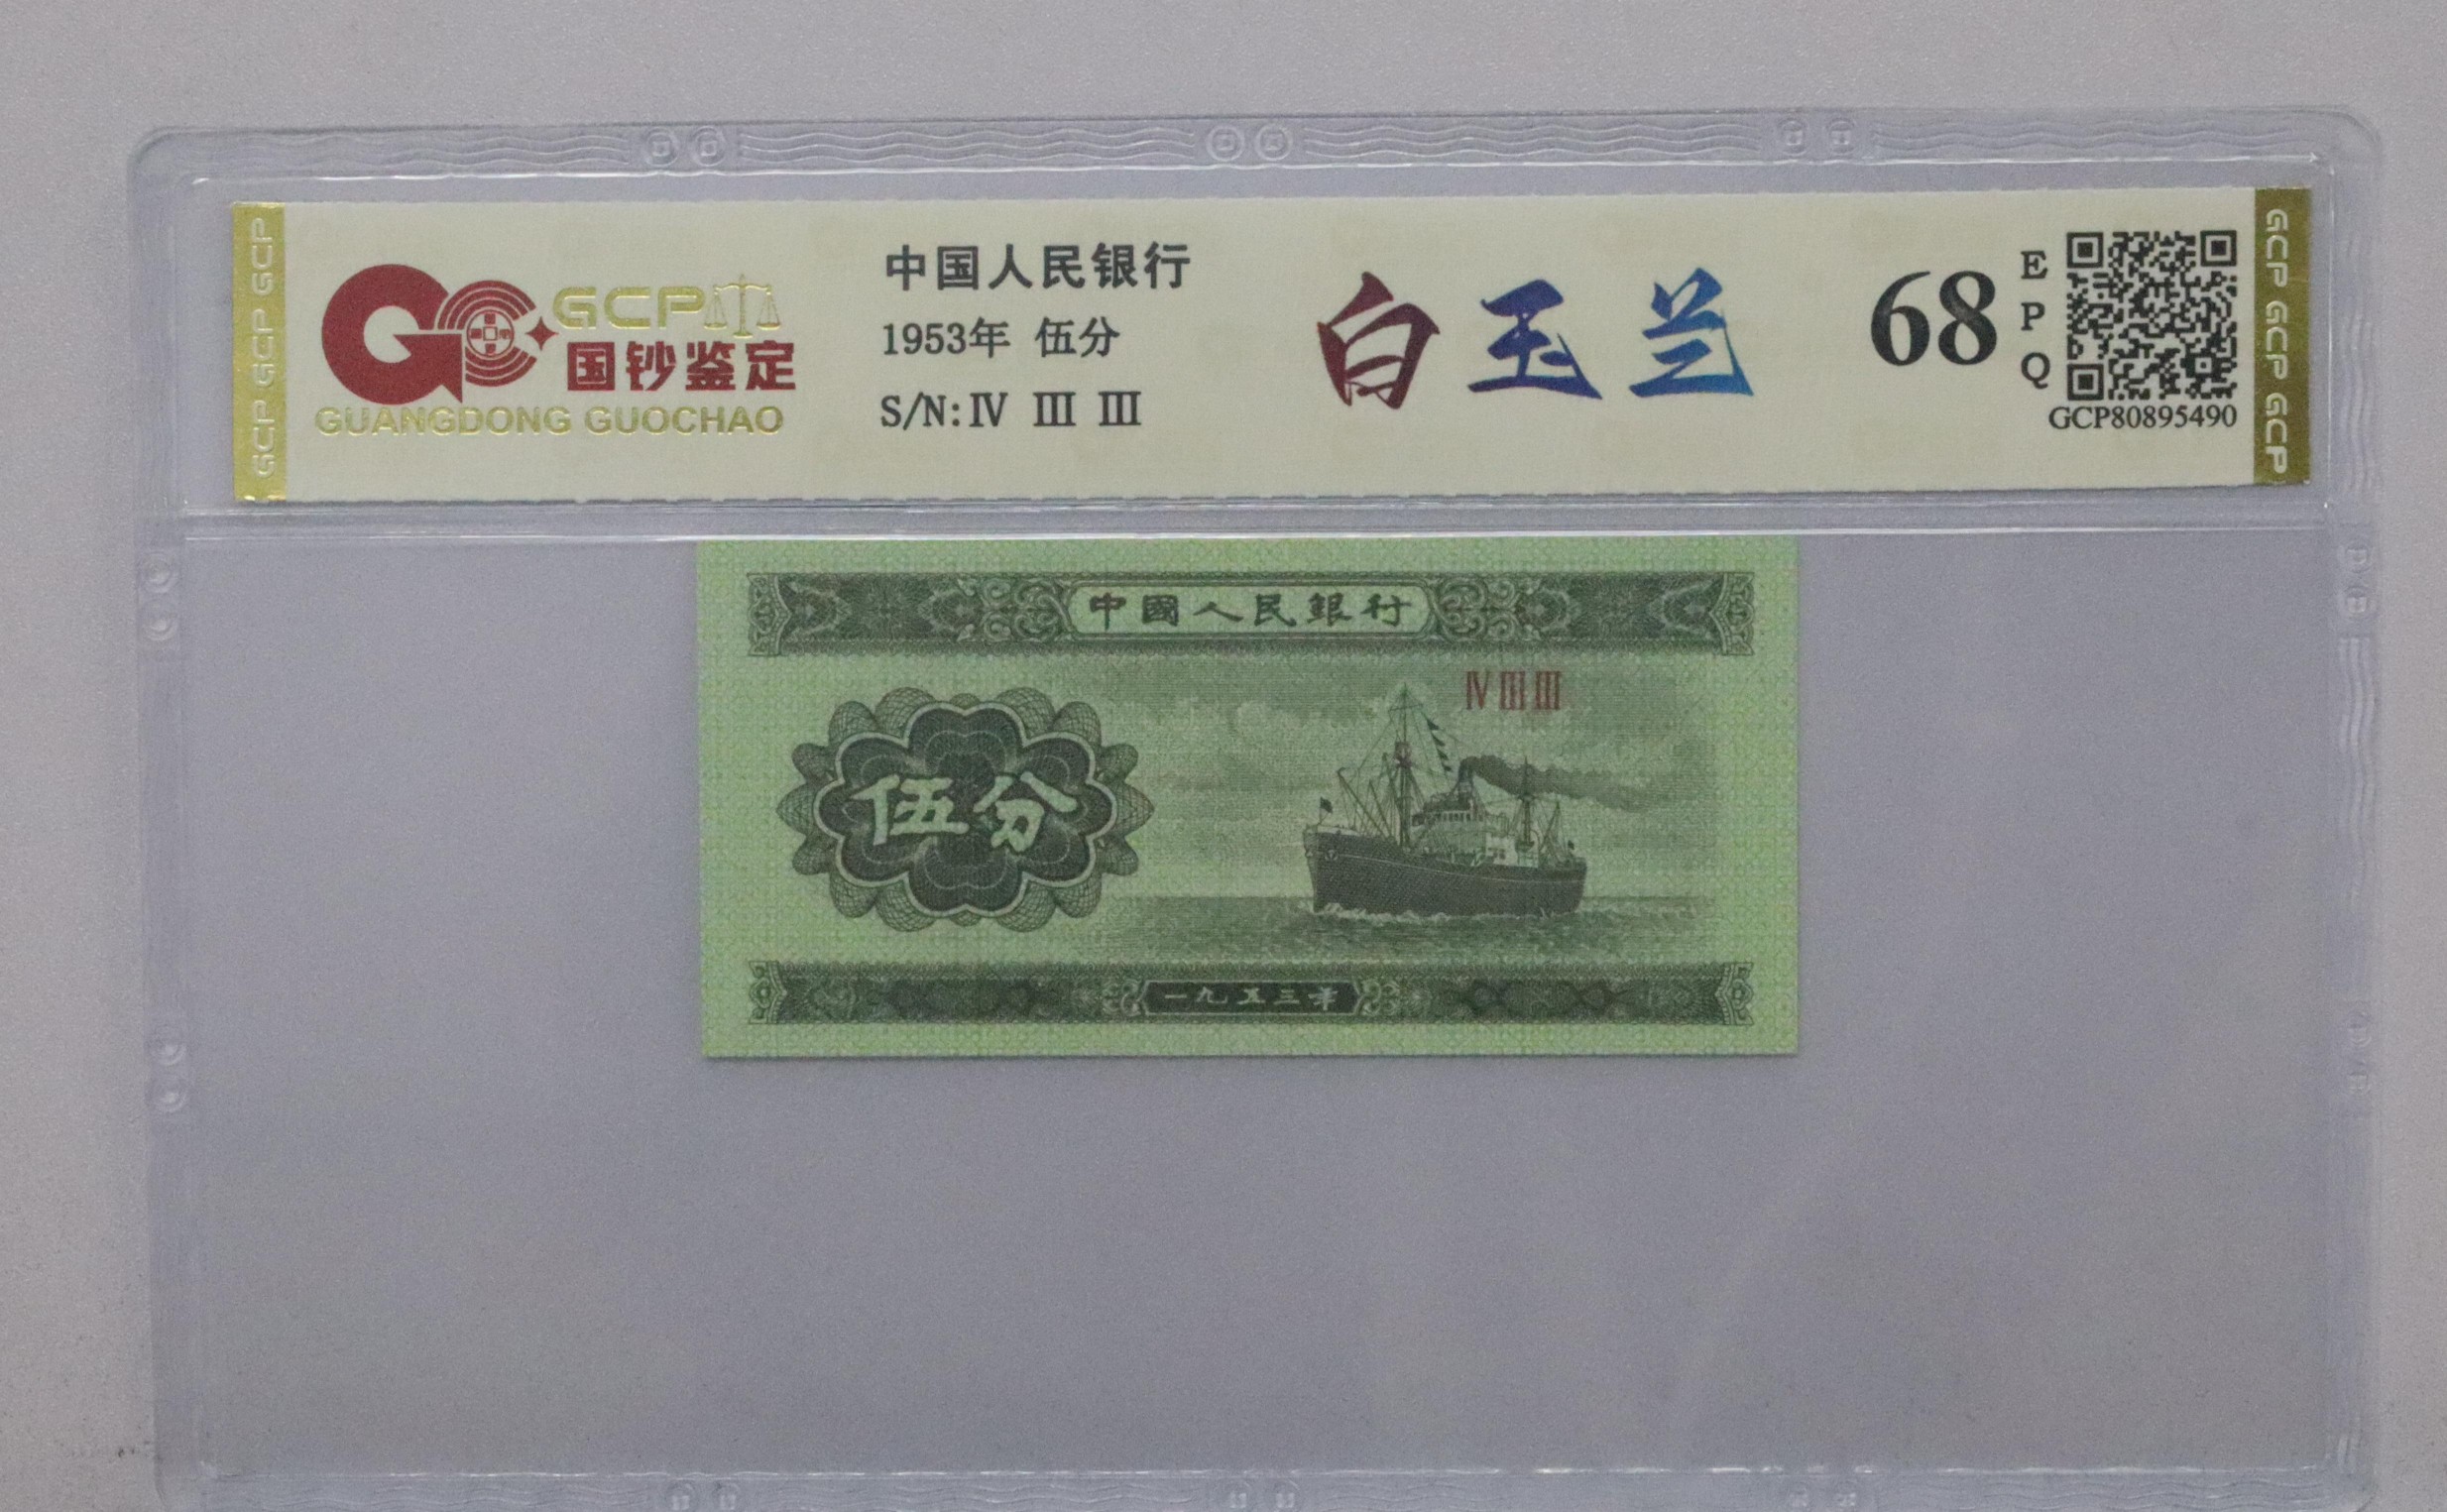 GCP GCP GCP
GCP
国钞鉴定
GUANGDONG GUOCHAO
中国人民银行
1953年 伍分
S/N:Ⅳ Ⅲ Ⅲ
白玉兰
68
EPQ
GCP80895490
GCP GCP GCP
中國人民銀行
Ⅳ Ⅲ Ⅲ
伍分
一九五三年